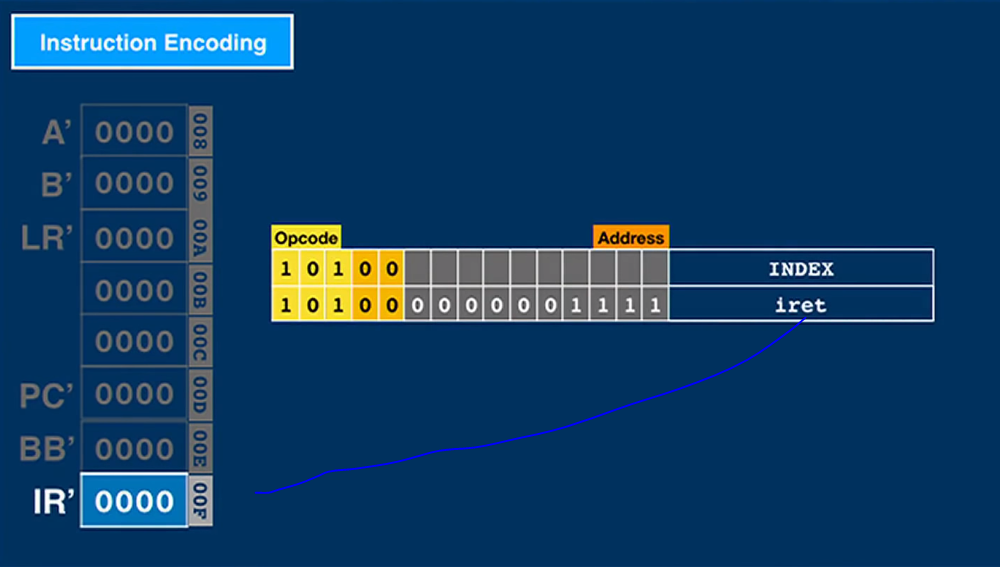 Instruction Encoding
A' 0000 008
B' 0000 009
LR' 0000 00A
0000 00B
0000 00C
PC' 0000 00D
BB' 0000 00E
IR' 0000 00F
Opcode Address
1 0 1 0 0 INDEX
1 0 1 0 0 0 0 0 0 0 0 1 1 1 1 iret